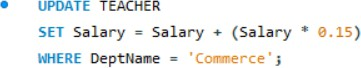 UPDATE TEACHER
SET Salary = Salary + (Salary * 0.15)
WHERE DeptName = 'Commerce';